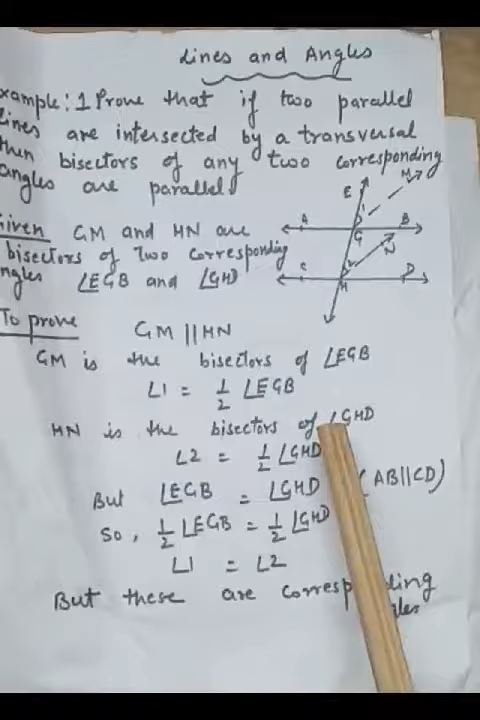 Lines and Angles
xample: 1 Prove that if two parallel
lines are intersected by a transversal
then bisectors of any two corresponding
angles are parallel
Given GM and HN are
bisectors of two corresponding
ngles ∠EGB and ∠GHD
E
M
A
B
1
G
N
C
2
D
H
To prove GM || HN
GM is the bisectors of ∠EGB
∠1 = 1/2 ∠EGB
HN is the bisectors of ∠GHD
∠2 = 1/2 ∠GHD
But ∠EGB = ∠GHD (AB||CD)
So, 1/2 ∠EGB = 1/2 ∠GHD
∠1 = ∠2
But these are corresp ding
les